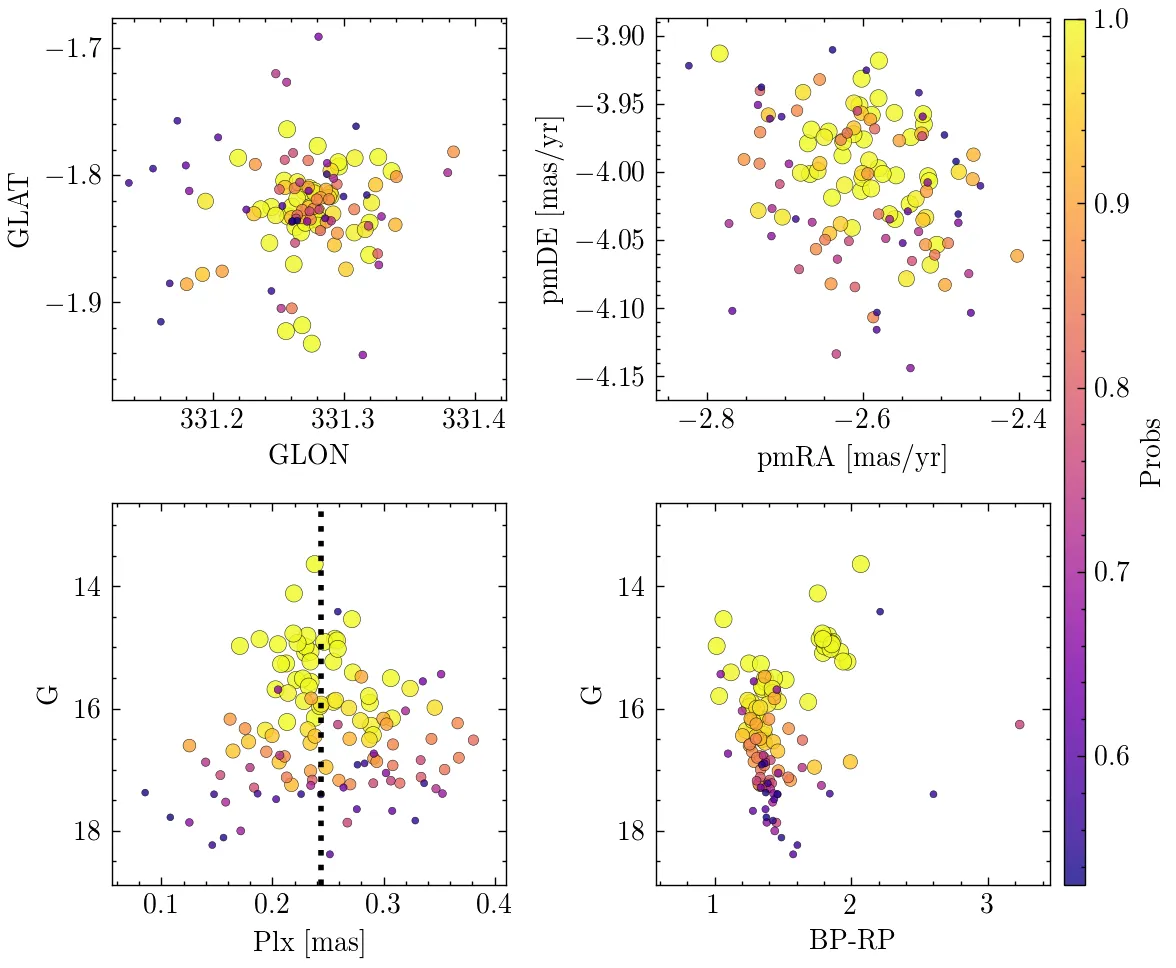 −1.7
−1.8
−1.9
GLAT
331.2 331.3 331.4
GLON
−3.90
−3.95
−4.00
−4.05
−4.10
−4.15
pmDE [mas/yr]
−2.8 −2.6 −2.4
pmRA [mas/yr]
14
16
18
G
0.1 0.2 0.3 0.4
Plx [mas]
14
16
18
G
1 2 3
BP-RP
1.0
0.9
0.8
0.7
0.6
Probs